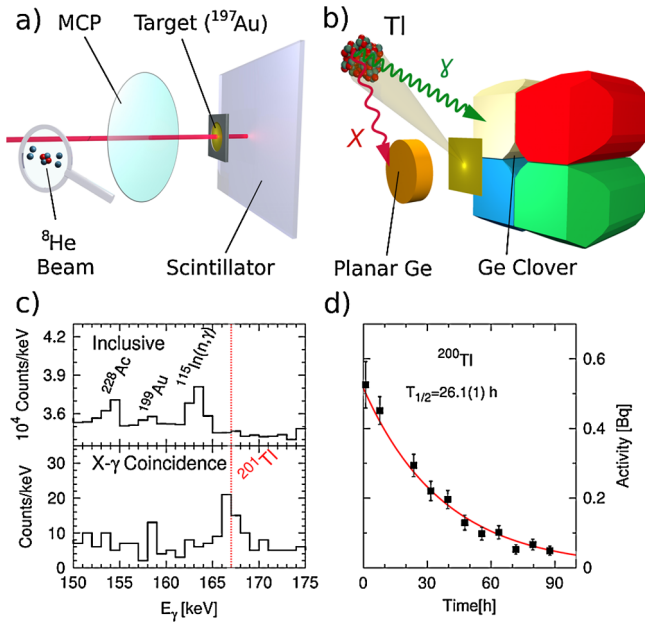 a)
MCP
Target (¹⁹⁷Au)
⁸He
Beam
Scintillator
b)
Tl
γ
X
Planar Ge
Ge Clover
c)
4.2
3.6
3.0
10⁴ Counts/keV
Inclusive
²²⁸Ac
¹⁹⁹Au
¹¹⁵In(n,γ)
30
20
10
0
Counts/keV
X-γ Coincidence
²⁰¹Tl
150 155 160 165 170 175
Eγ [keV]
d)
²⁰⁰Tl
T1/2=26.1(1) h
0.6
0.4
0.2
0
Activity [Bq]
0 30 60 90
Time[h]